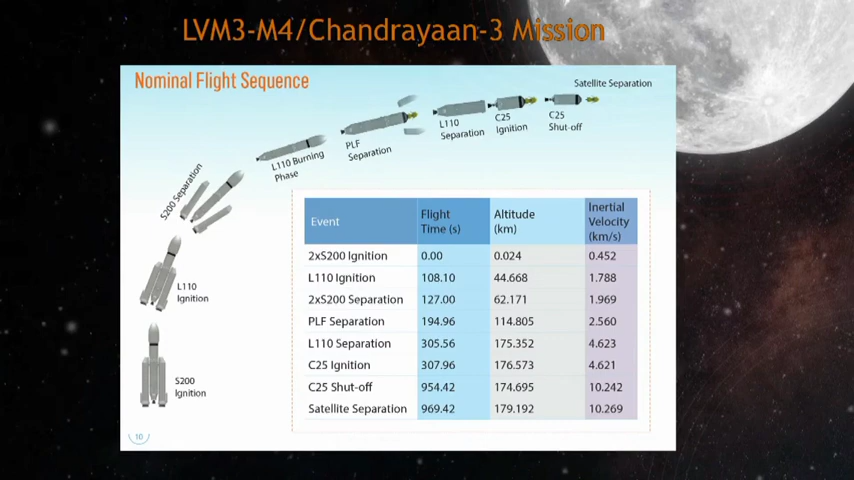 LVM3-M4/Chandrayaan-3 Mission
Nominal Flight Sequence
Satellite Separation
C25
Shut-off
C25
Ignition
L110
Separation
PLF
Separation
L110 Burning
Phase
S200 Separation
L110
Ignition
S200
Ignition
Event Flight Time (s) Altitude (km) Inertial Velocity (km/s)
2xS200 Ignition 0.00 0.024 0.452
L110 Ignition 108.10 44.668 1.788
2xS200 Separation 127.00 62.171 1.969
PLF Separation 194.96 114.805 2.560
L110 Separation 305.56 175.352 4.623
C25 Ignition 307.96 176.573 4.621
C25 Shut-off 954.42 174.695 10.242
Satellite Separation 969.42 179.192 10.269
10